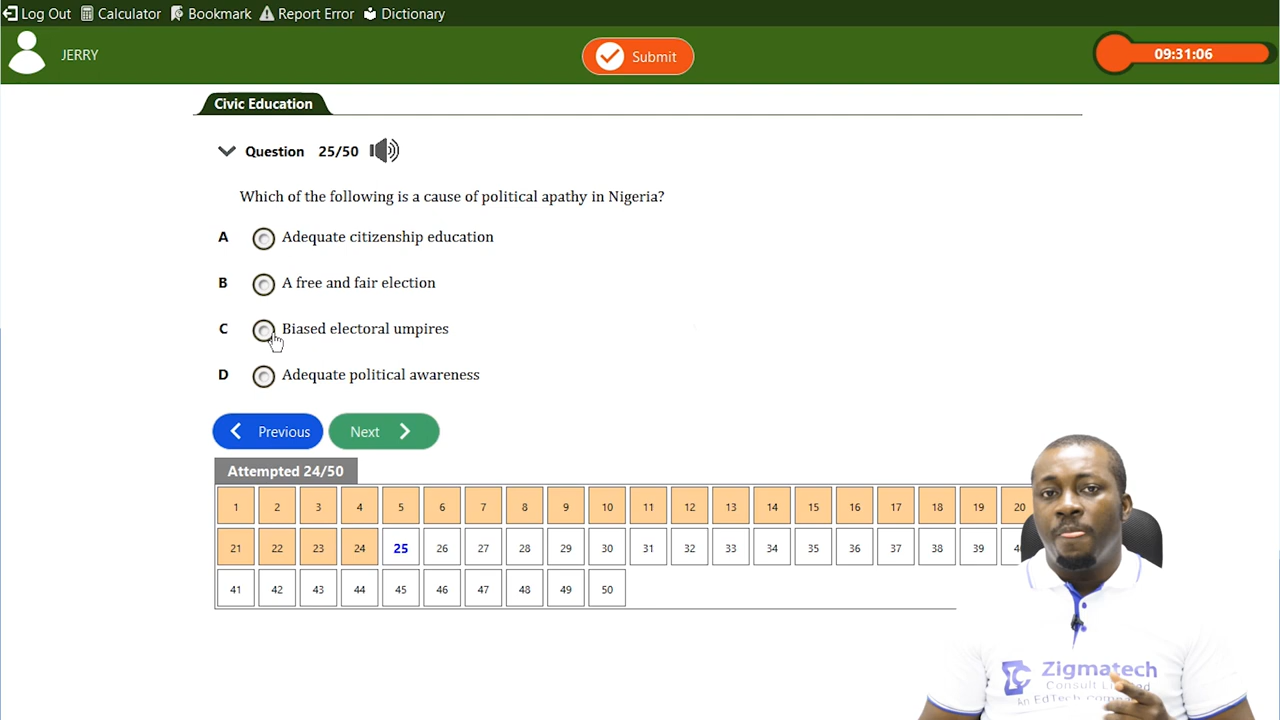 Log Out Calculator Bookmark Report Error Dictionary
JERRY Submit 09:31:06
Civic Education
Question 25/50
Which of the following is a cause of political apathy in Nigeria?
A Adequate citizenship education
B A free and fair election
C Biased electoral umpires
D Adequate political awareness
Previous Next
Attempted 24/50
1 2 3 4 5 6 7 8 9 10 11 12 13 14 15 16 17 18 19 20
21 22 23 24 25 26 27 28 29 30 31 32 33 34 35 36 37 38 39
41 42 43 44 45 46 47 48 49 50
Zigmatech
Consult
An EdTech